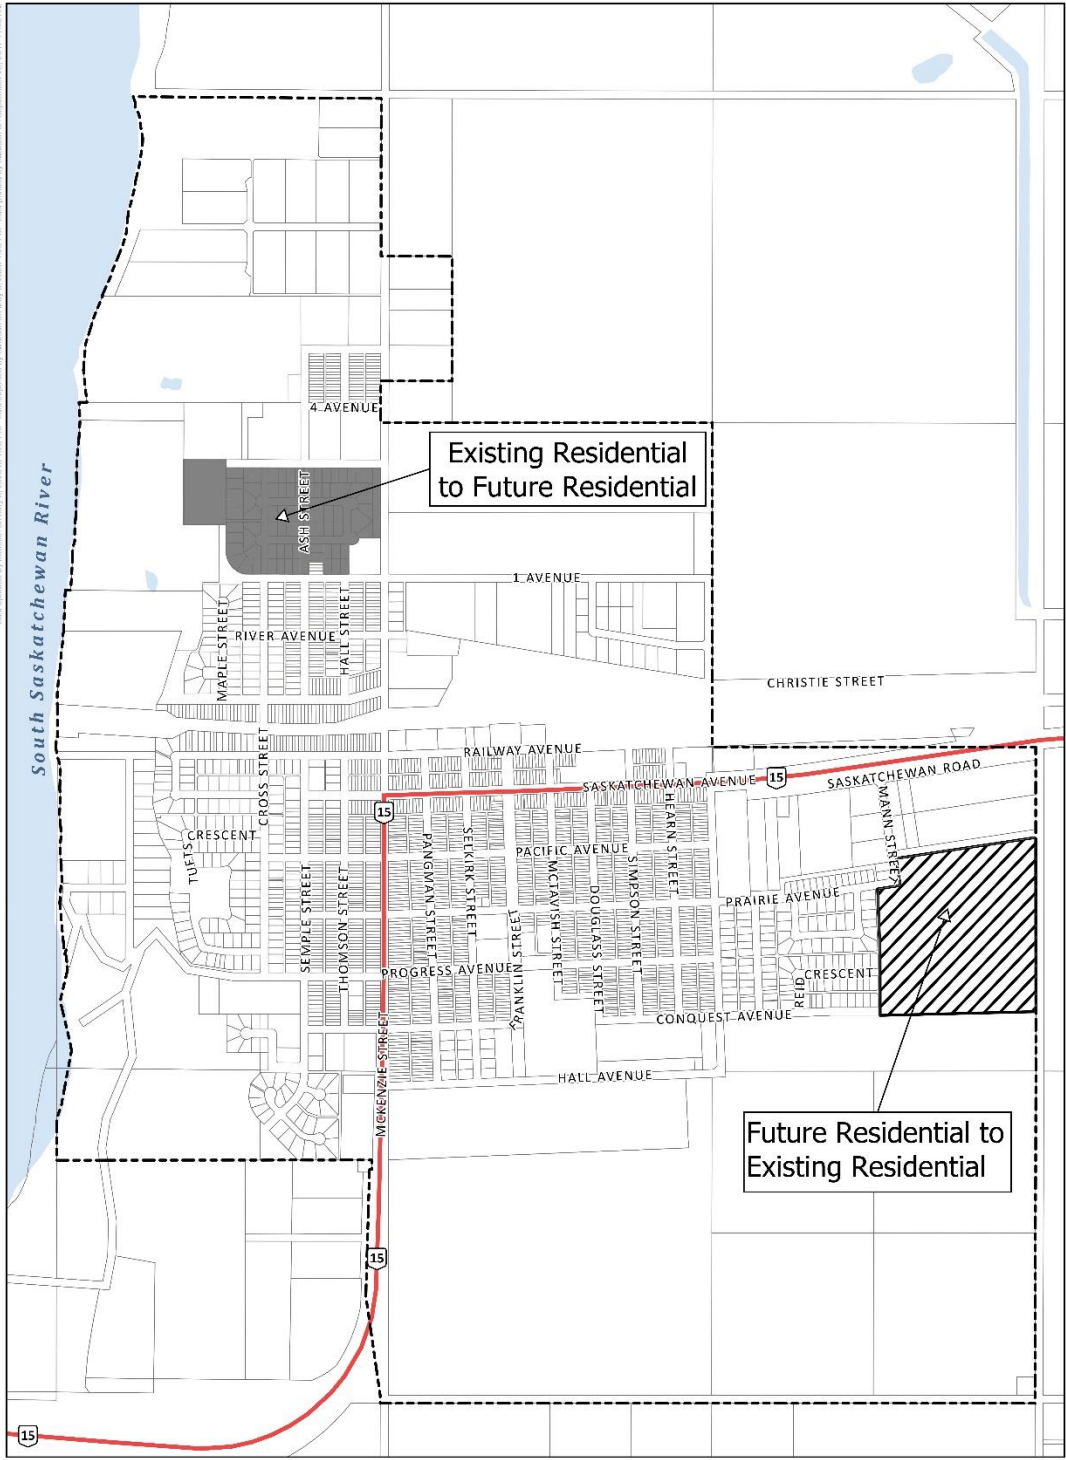 4 AVENUE
Existing Residential
to Future Residential
ASH STREET
South Saskatchewan River
1 AVENUE
MAPLE STREET
RIVER AVENUE
HALL STREET
CHRISTIE STREET
CROSS STREET
RAILWAY AVENUE
SASKATCHEWAN AVENUE
15
SASKATCHEWAN ROAD
15
HEARN STREET
MANN STREET
TUFTS
CRESCENT
PANGMAN STREET
SELKIRK STREET
PACIFIC AVENUE
MCTAVISH STREET
DOUGLASS STREET
SIMPSON STREET
PRAIRIE AVENUE
SEMPLE STREET
THOMSON STREET
FRANKLIN STREET
PROGRESS AVENUE
REID
CRESCENT
CONQUEST AVENUE
MCKENZIE STREET
HALL AVENUE
Future Residential to
Existing Residential
15
15